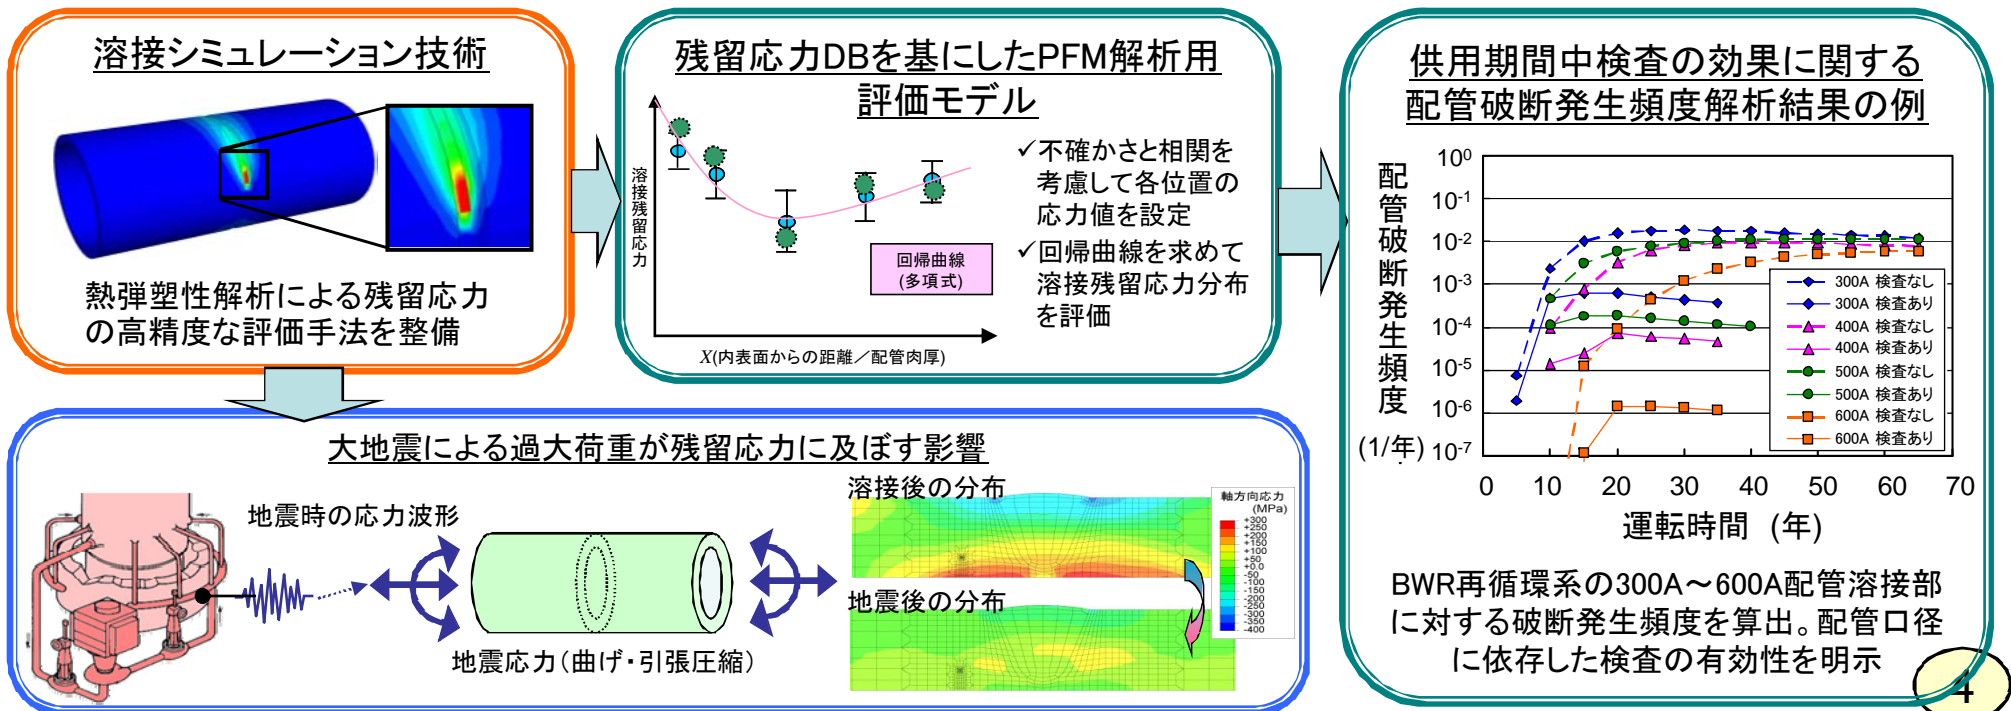 溶接シミュレーション技術
熱弾塑性解析による残留応力
の高精度な評価手法を整備
残留応力DBを基にしたPFM解析用
評価モデル
溶接残留応力
回帰曲線
(多項式)
X(内表面からの距離／配管肉厚)
✓不確かさと相関を
考慮して各位置の
応力値を設定
✓回帰曲線を求めて
溶接残留応力分布
を評価
供用期間中検査の効果に関する
配管破断発生頻度解析結果の例
配管破断発生頻度
(1/年)
10⁰
10⁻¹
10⁻²
10⁻³
10⁻⁴
10⁻⁵
10⁻⁶
10⁻⁷
300A 検査なし
300A 検査あり
400A 検査なし
400A 検査あり
500A 検査なし
500A 検査あり
600A 検査なし
600A 検査あり
0 10 20 30 40 50 60 70
運転時間 (年)
BWR再循環系の300A～600A配管溶接部
に対する破断発生頻度を算出。配管口径
に依存した検査の有効性を明示
大地震による過大荷重が残留応力に及ぼす影響
地震時の応力波形
地震応力（曲げ・引張圧縮）
溶接後の分布
地震後の分布
軸方向応力
(MPa)
+300
+250
+200
+150
+100
+0.0
-50
-100
-150
-200
-250
-300
-350
-400
4